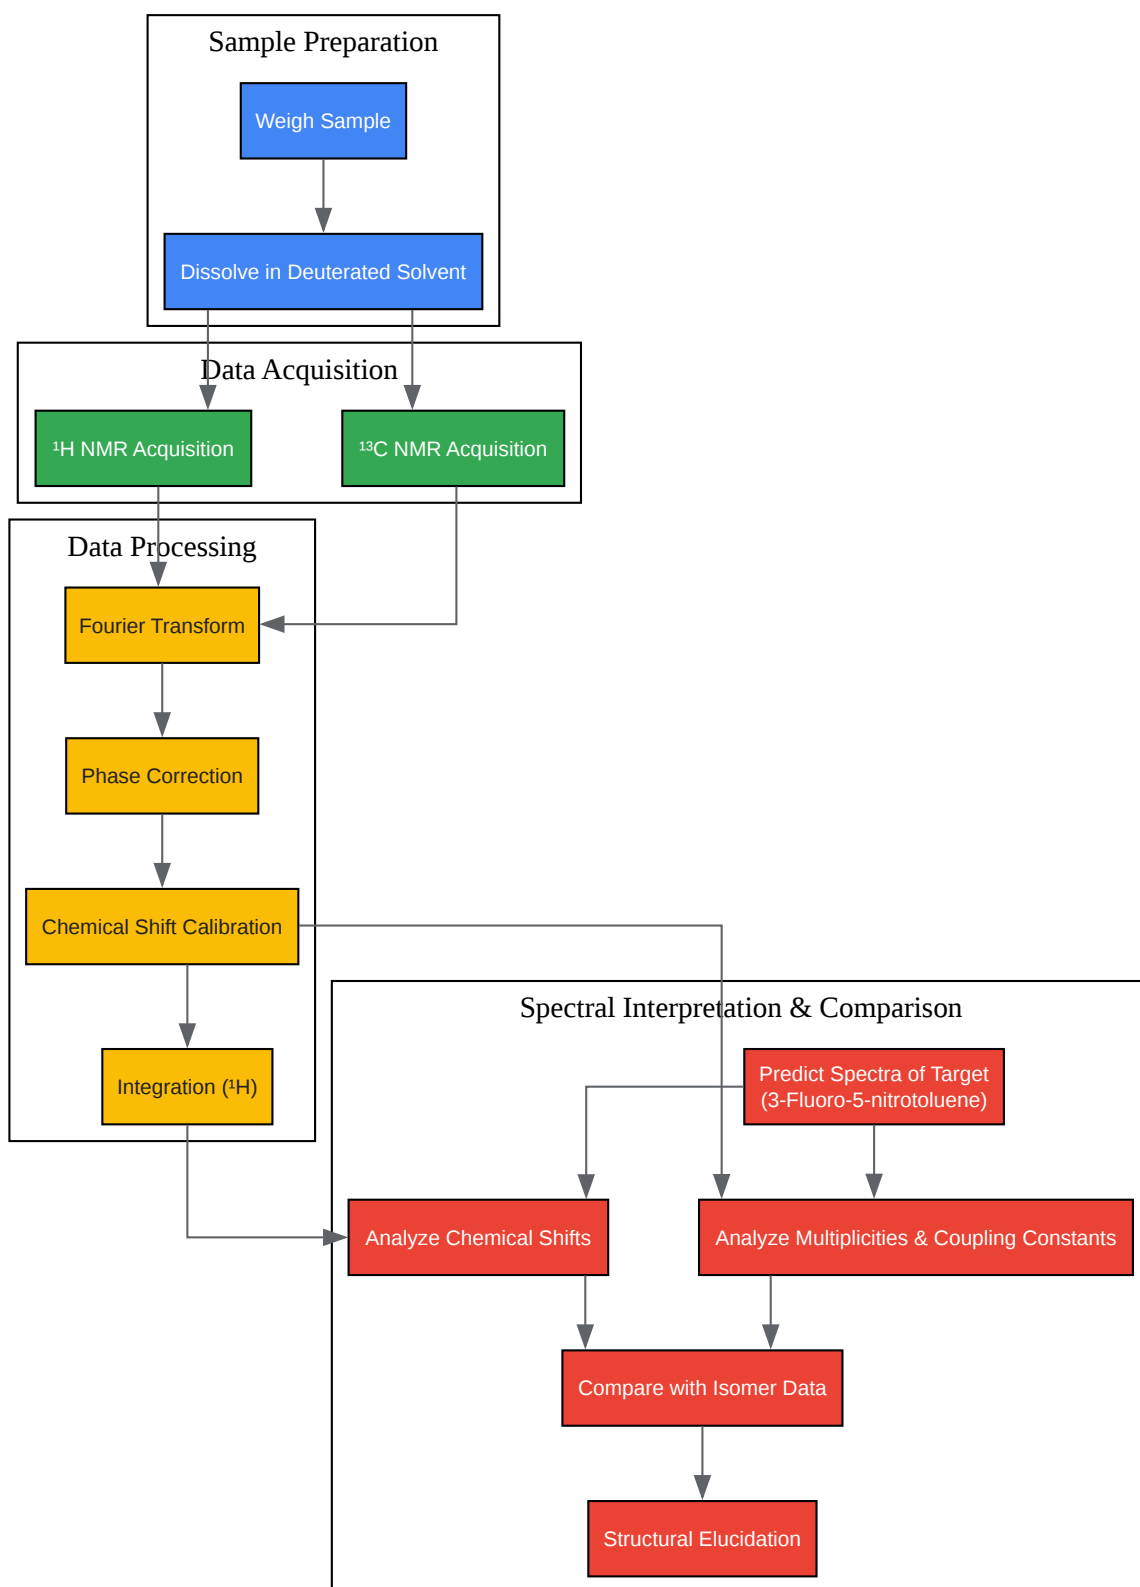 Sample Preparation
Weigh Sample
Dissolve in Deuterated Solvent
Data Acquisition
¹H NMR Acquisition
¹³C NMR Acquisition
Data Processing
Fourier Transform
Phase Correction
Chemical Shift Calibration
Integration (¹H)
Spectral Interpretation & Comparison
Predict Spectra of Target
(3-Fluoro-5-nitrotoluene)
Analyze Chemical Shifts
Analyze Multiplicities & Coupling Constants
Compare with Isomer Data
Structural Elucidation